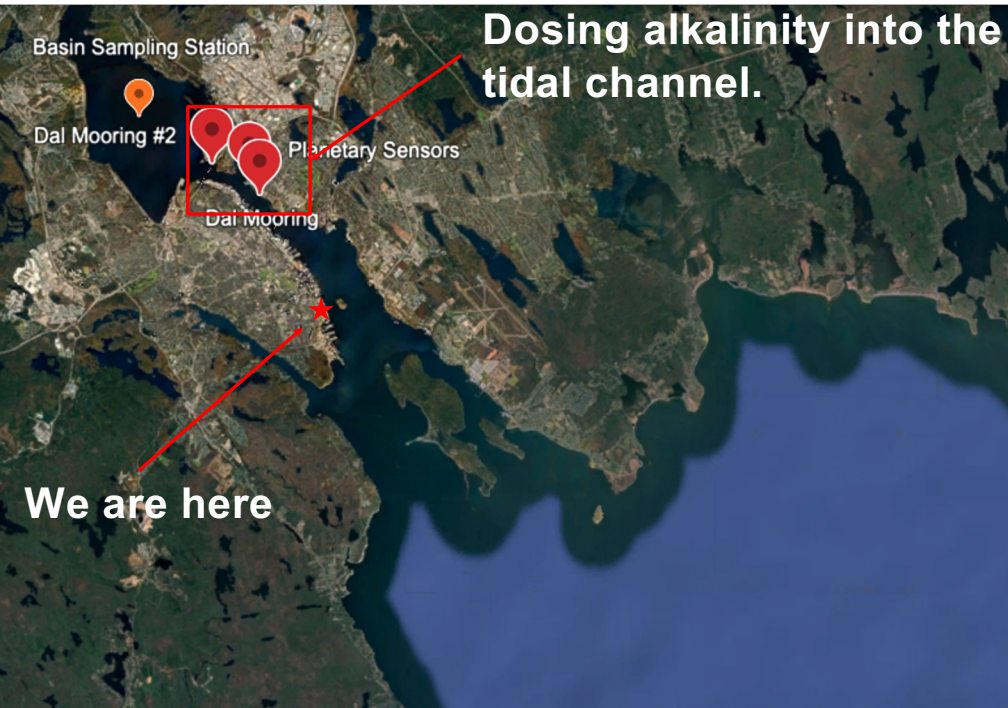 Dosing alkalinity into the
tidal channel.
Basin Sampling Station
Dal Mooring #2
Planetary Sensors
Dal Mooring
We are here